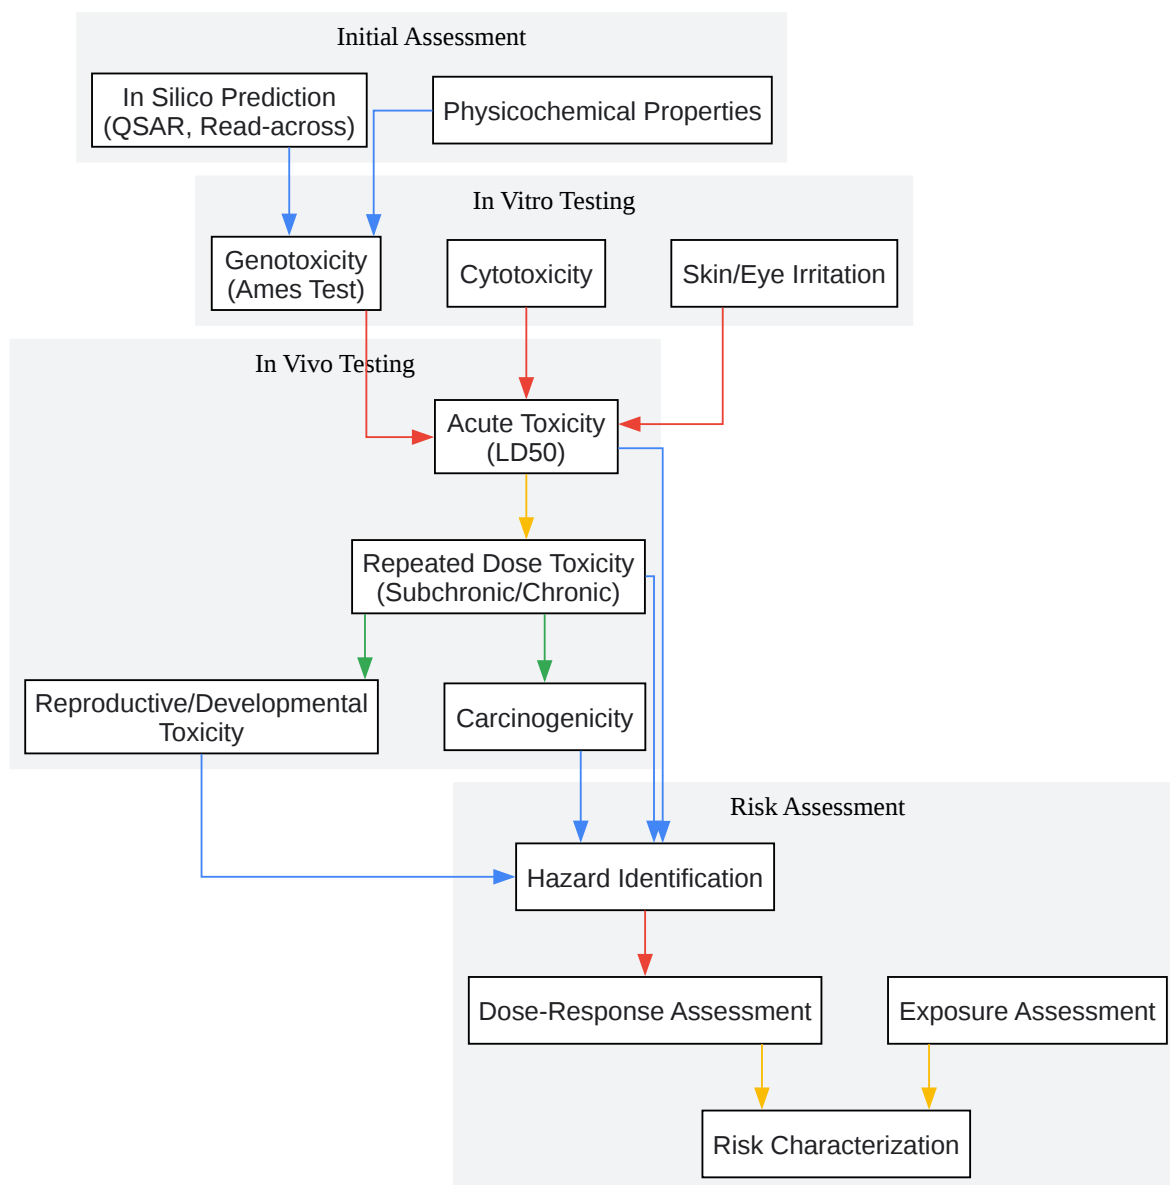 Initial Assessment
In Silico Prediction
(QSAR, Read-across)
Physicochemical Properties
In Vitro Testing
Genotoxicity
(Ames Test)
Cytotoxicity
Skin/Eye Irritation
In Vivo Testing
Acute Toxicity
(LD50)
Repeated Dose Toxicity
(Subchronic/Chronic)
Reproductive/Developmental
Toxicity
Carcinogenicity
Risk Assessment
Hazard Identification
Dose-Response Assessment
Exposure Assessment
Risk Characterization